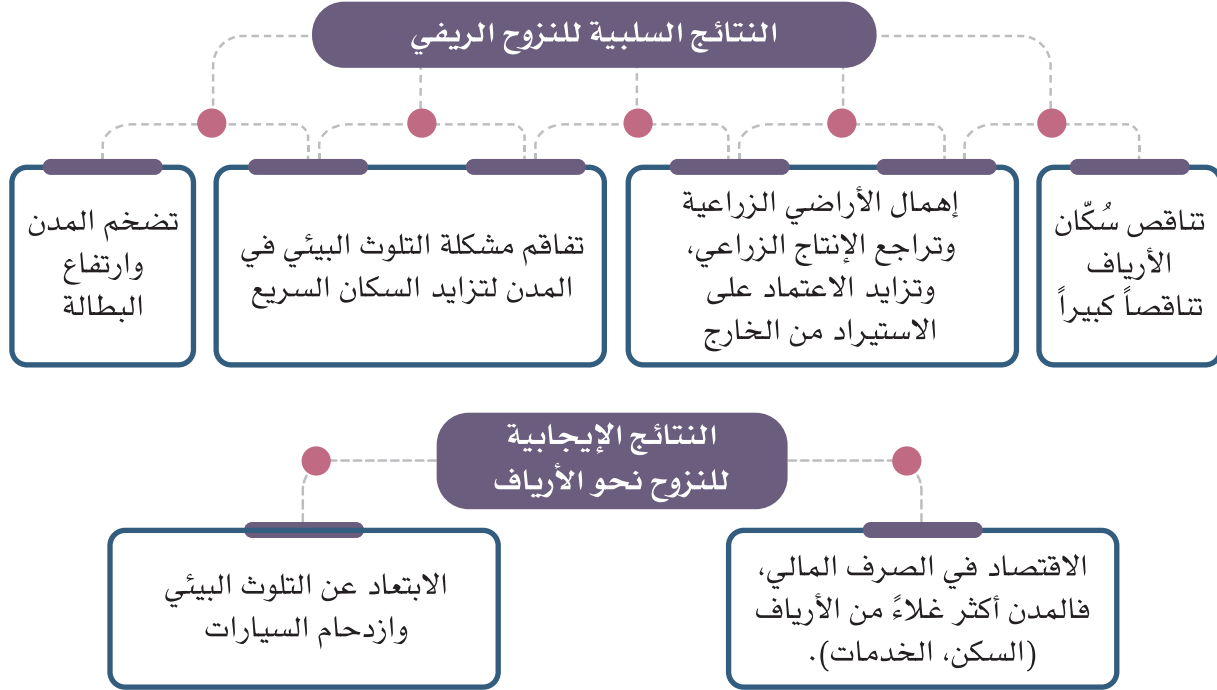 النتائج السلبية للنزوح الريفي
تناقص سُكّان
الأرياف
تناقصاً كبيراً
إهمال الأراضي الزراعية
وتراجع الإنتاج الزراعي،
وتزايد الاعتماد على
الاستيراد من الخارج
تفاقم مشكلة التلوث البيئي في
المدن لتزايد السكان السريع
تضخم المدن
وارتفاع
البطالة
النتائج الإيجابية
للنزوح نحو الأرياف
الاقتصاد في الصرف المالي،
فالمدن أكثر غلاءً من الأرياف
(السكن، الخدمات).
الابتعاد عن التلوث البيئي
وازدحام السيارات